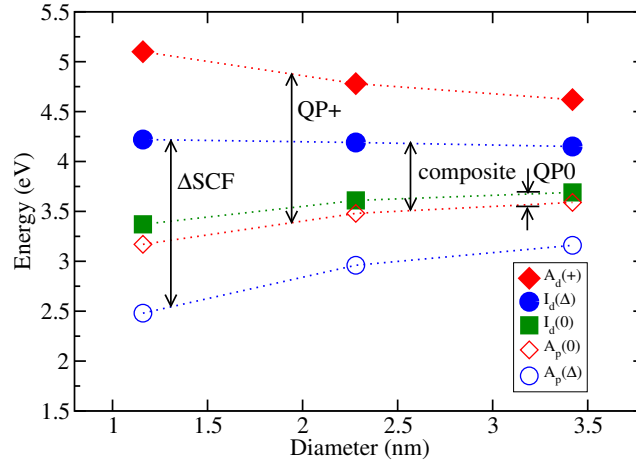 5.5
5
4.5
4
3.5
3
2.5
2
1.5
Energy (eV)
QP+
ΔSCF
composite
QP0
A_d(+)
I_d(Δ)
I_d(0)
A_p(0)
A_p(Δ)
1
1.5
2
2.5
3
3.5
Diameter (nm)